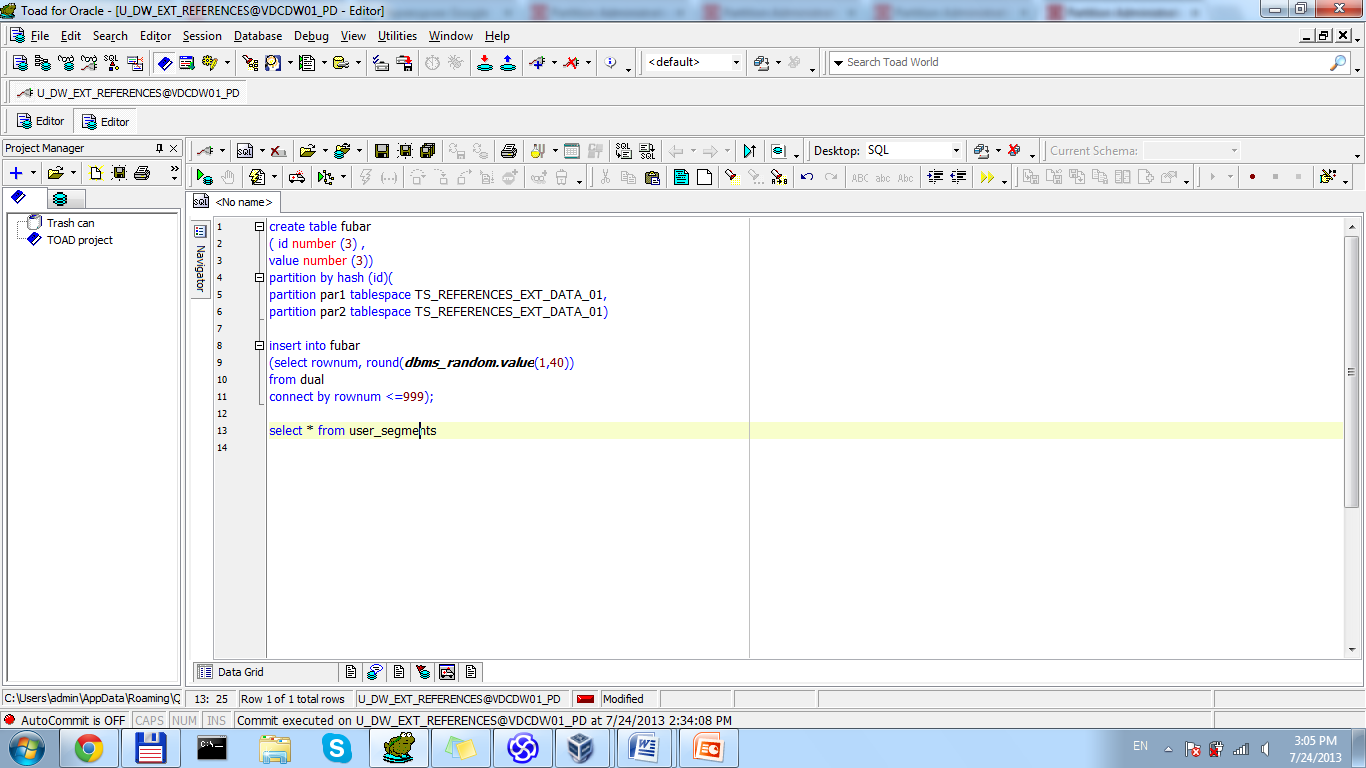 Toad for Oracle - [U_DW_EXT_REFERENCES@VDCDW01_PD - Editor]
File Edit Search Editor Session Database Debug View Utilities Window Help
<default>
Search Toad World
U_DW_EXT_REFERENCES@VDCDW01_PD
Editor Editor
Project Manager
Desktop: SQL
Current Schema:
SQL <No name>
Trash can
TOAD project
Navigator
1 create table fubar
2 ( id number (3) ,
3 value number (3))
4 partition by hash (id)(
5 partition par1 tablespace TS_REFERENCES_EXT_DATA_01,
6 partition par2 tablespace TS_REFERENCES_EXT_DATA_01)
7
8 insert into fubar
9 (select rownum, round(dbms_random.value(1,40))
10 from dual
11 connect by rownum <=999);
12
13 select * from user_segments
14
Data Grid
C:\Users\admin\AppData\Roaming\Q
13: 25 Row 1 of 1 total rows U_DW_EXT_REFERENCES@VDCDW01_PD Modified
AutoCommit is OFF CAPS NUM INS Commit executed on U_DW_EXT_REFERENCES@VDCDW01_PD at 7/24/2013 2:34:08 PM
EN
3:05 PM
7/24/2013